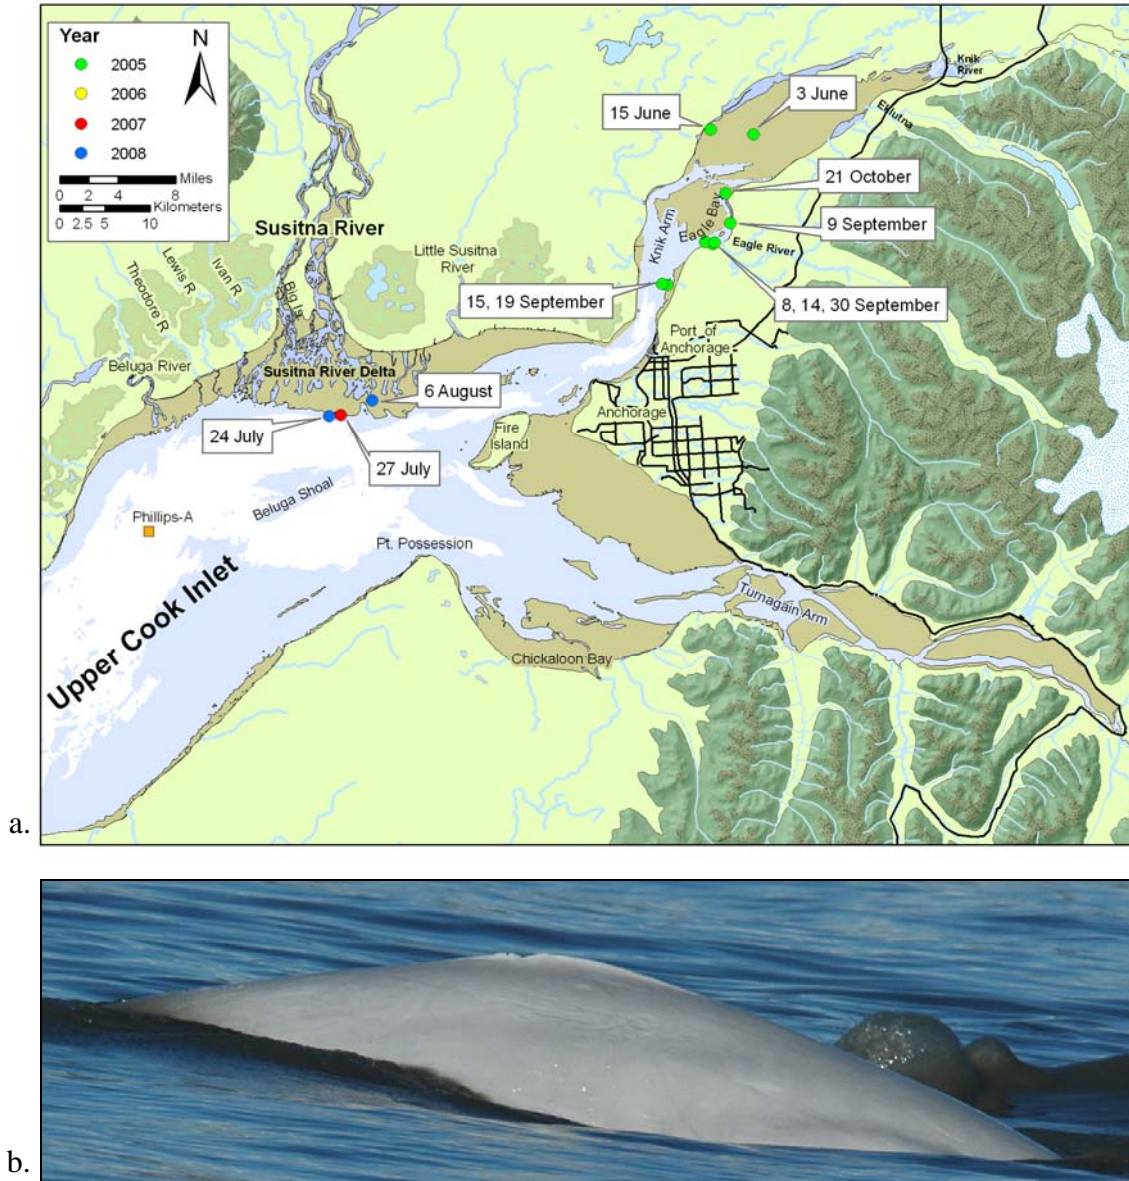 Year
N
2005
2006
2007
2008
Miles
0 2 4 8
Kilometers
0 2.5 5 10
Susitna River
Theodore R
Lewis R
Ivan R
Big Is
Little Susitna
River
Beluga River
Susitna River Delta
6 August
24 July
27 July
Beluga Shoal
Phillips-A
Upper Cook Inlet
Pt. Possession
Fire
Island
Chickaloon Bay
Turnagain Arm
Anchorage
Port of
Anchorage
15 June
3 June
Knik
River
Eklutna
21 October
9 September
Eagle Bay
Eagle River
Knik Arm
15, 19 September
8, 14, 30 September
a.
b.